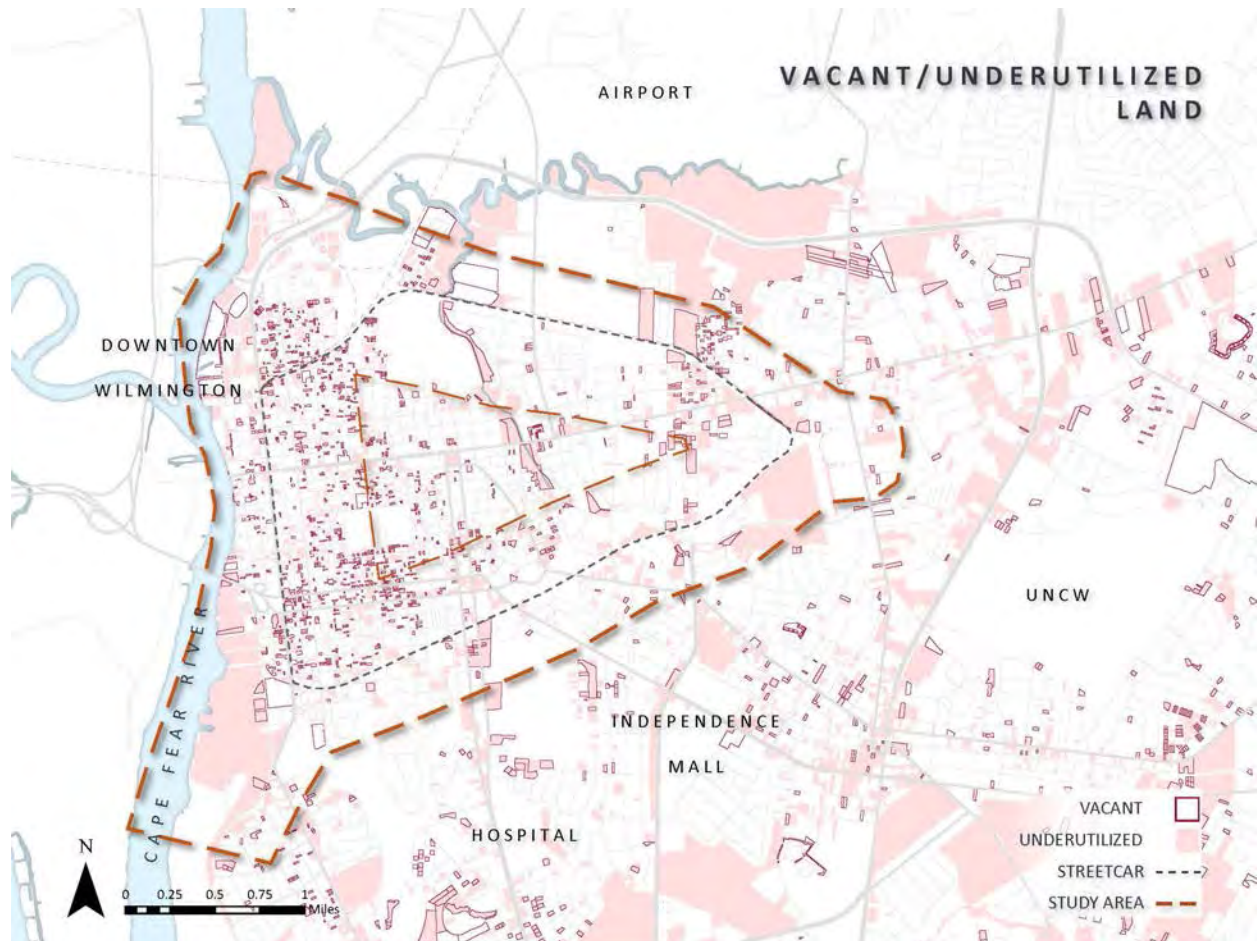 VACANT/UNDERUTILIZED
LAND
AIRPORT
DOWNTOWN
WILMINGTON
CAPE FEAR RIVER
UNCW
INDEPENDENCE
MALL
HOSPITAL
VACANT
UNDERUTILIZED
STREETCAR
STUDY AREA
N
0 0.25 0.5 0.75 1
Miles